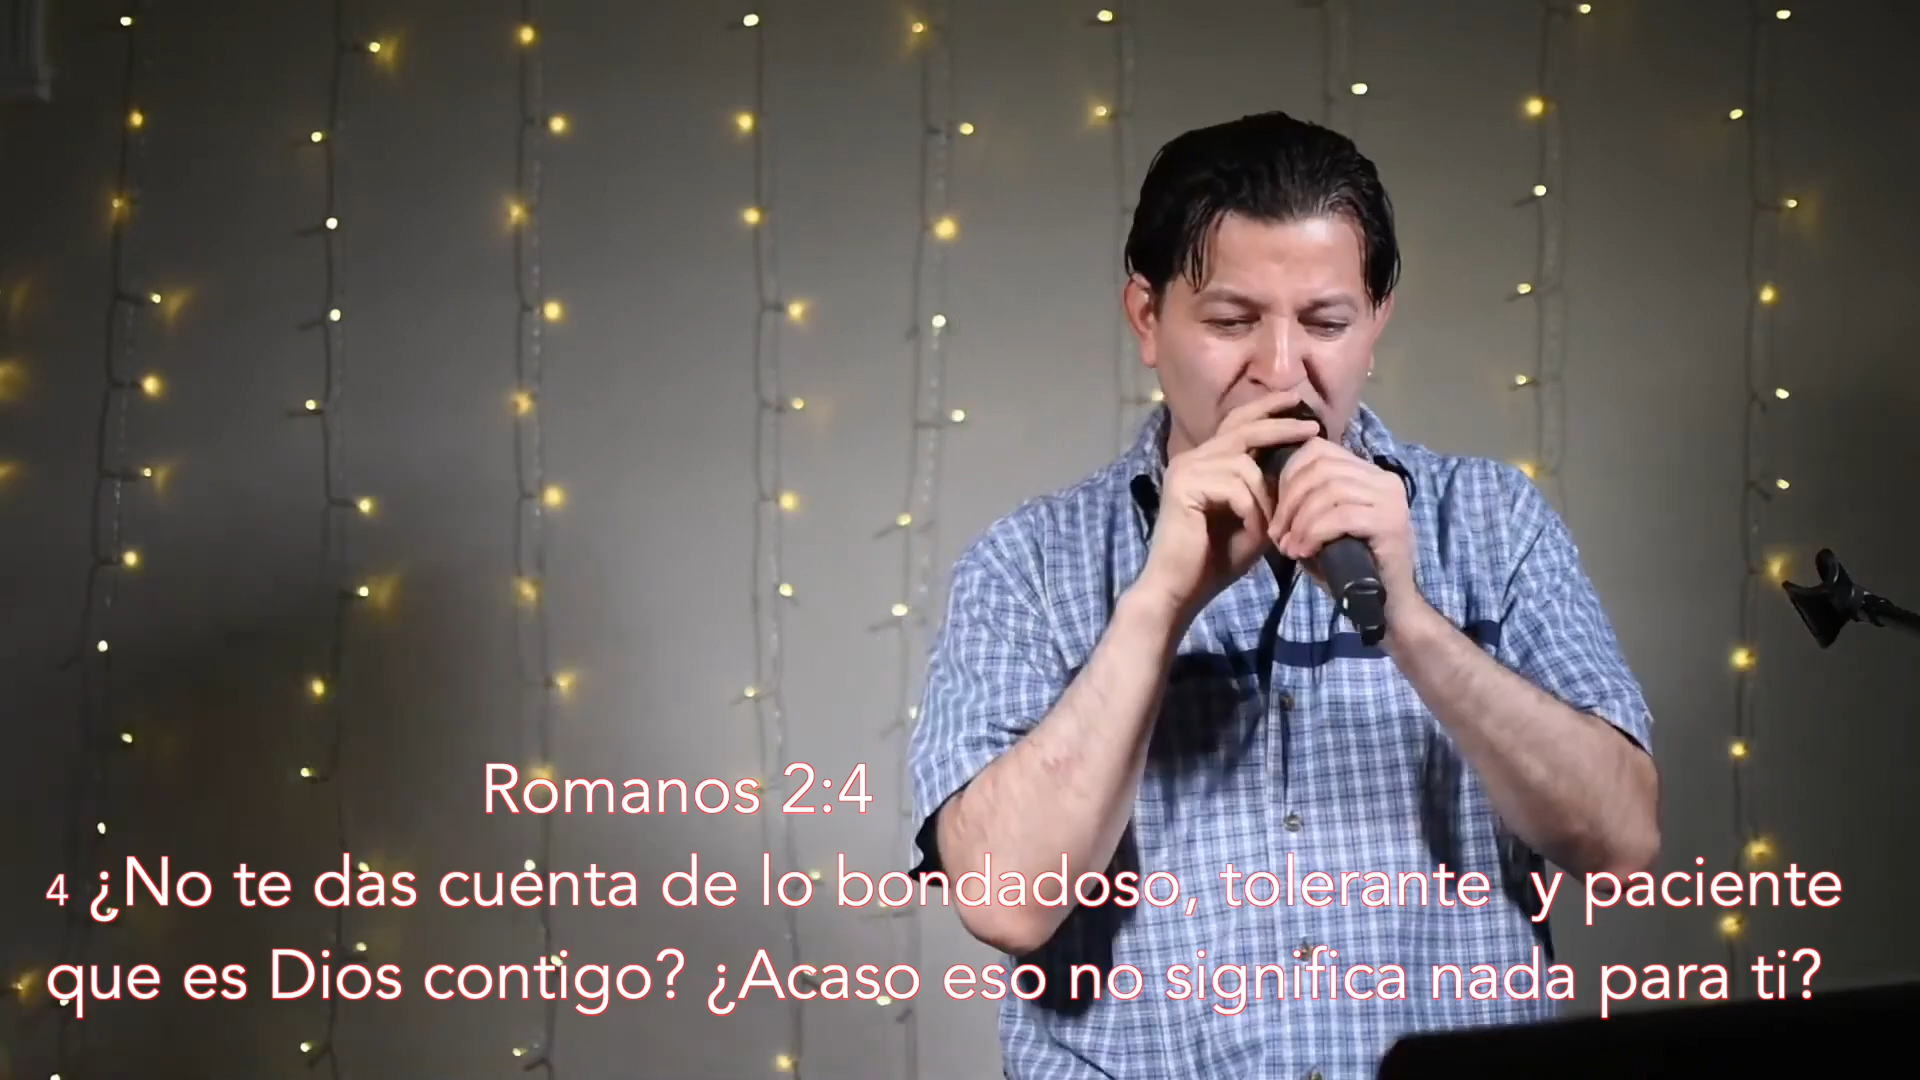 Romanos 2:4
4 ¿No te das cuenta de lo bondadoso, tolerante y paciente
que es Dios contigo? ¿Acaso eso no significa nada para ti?